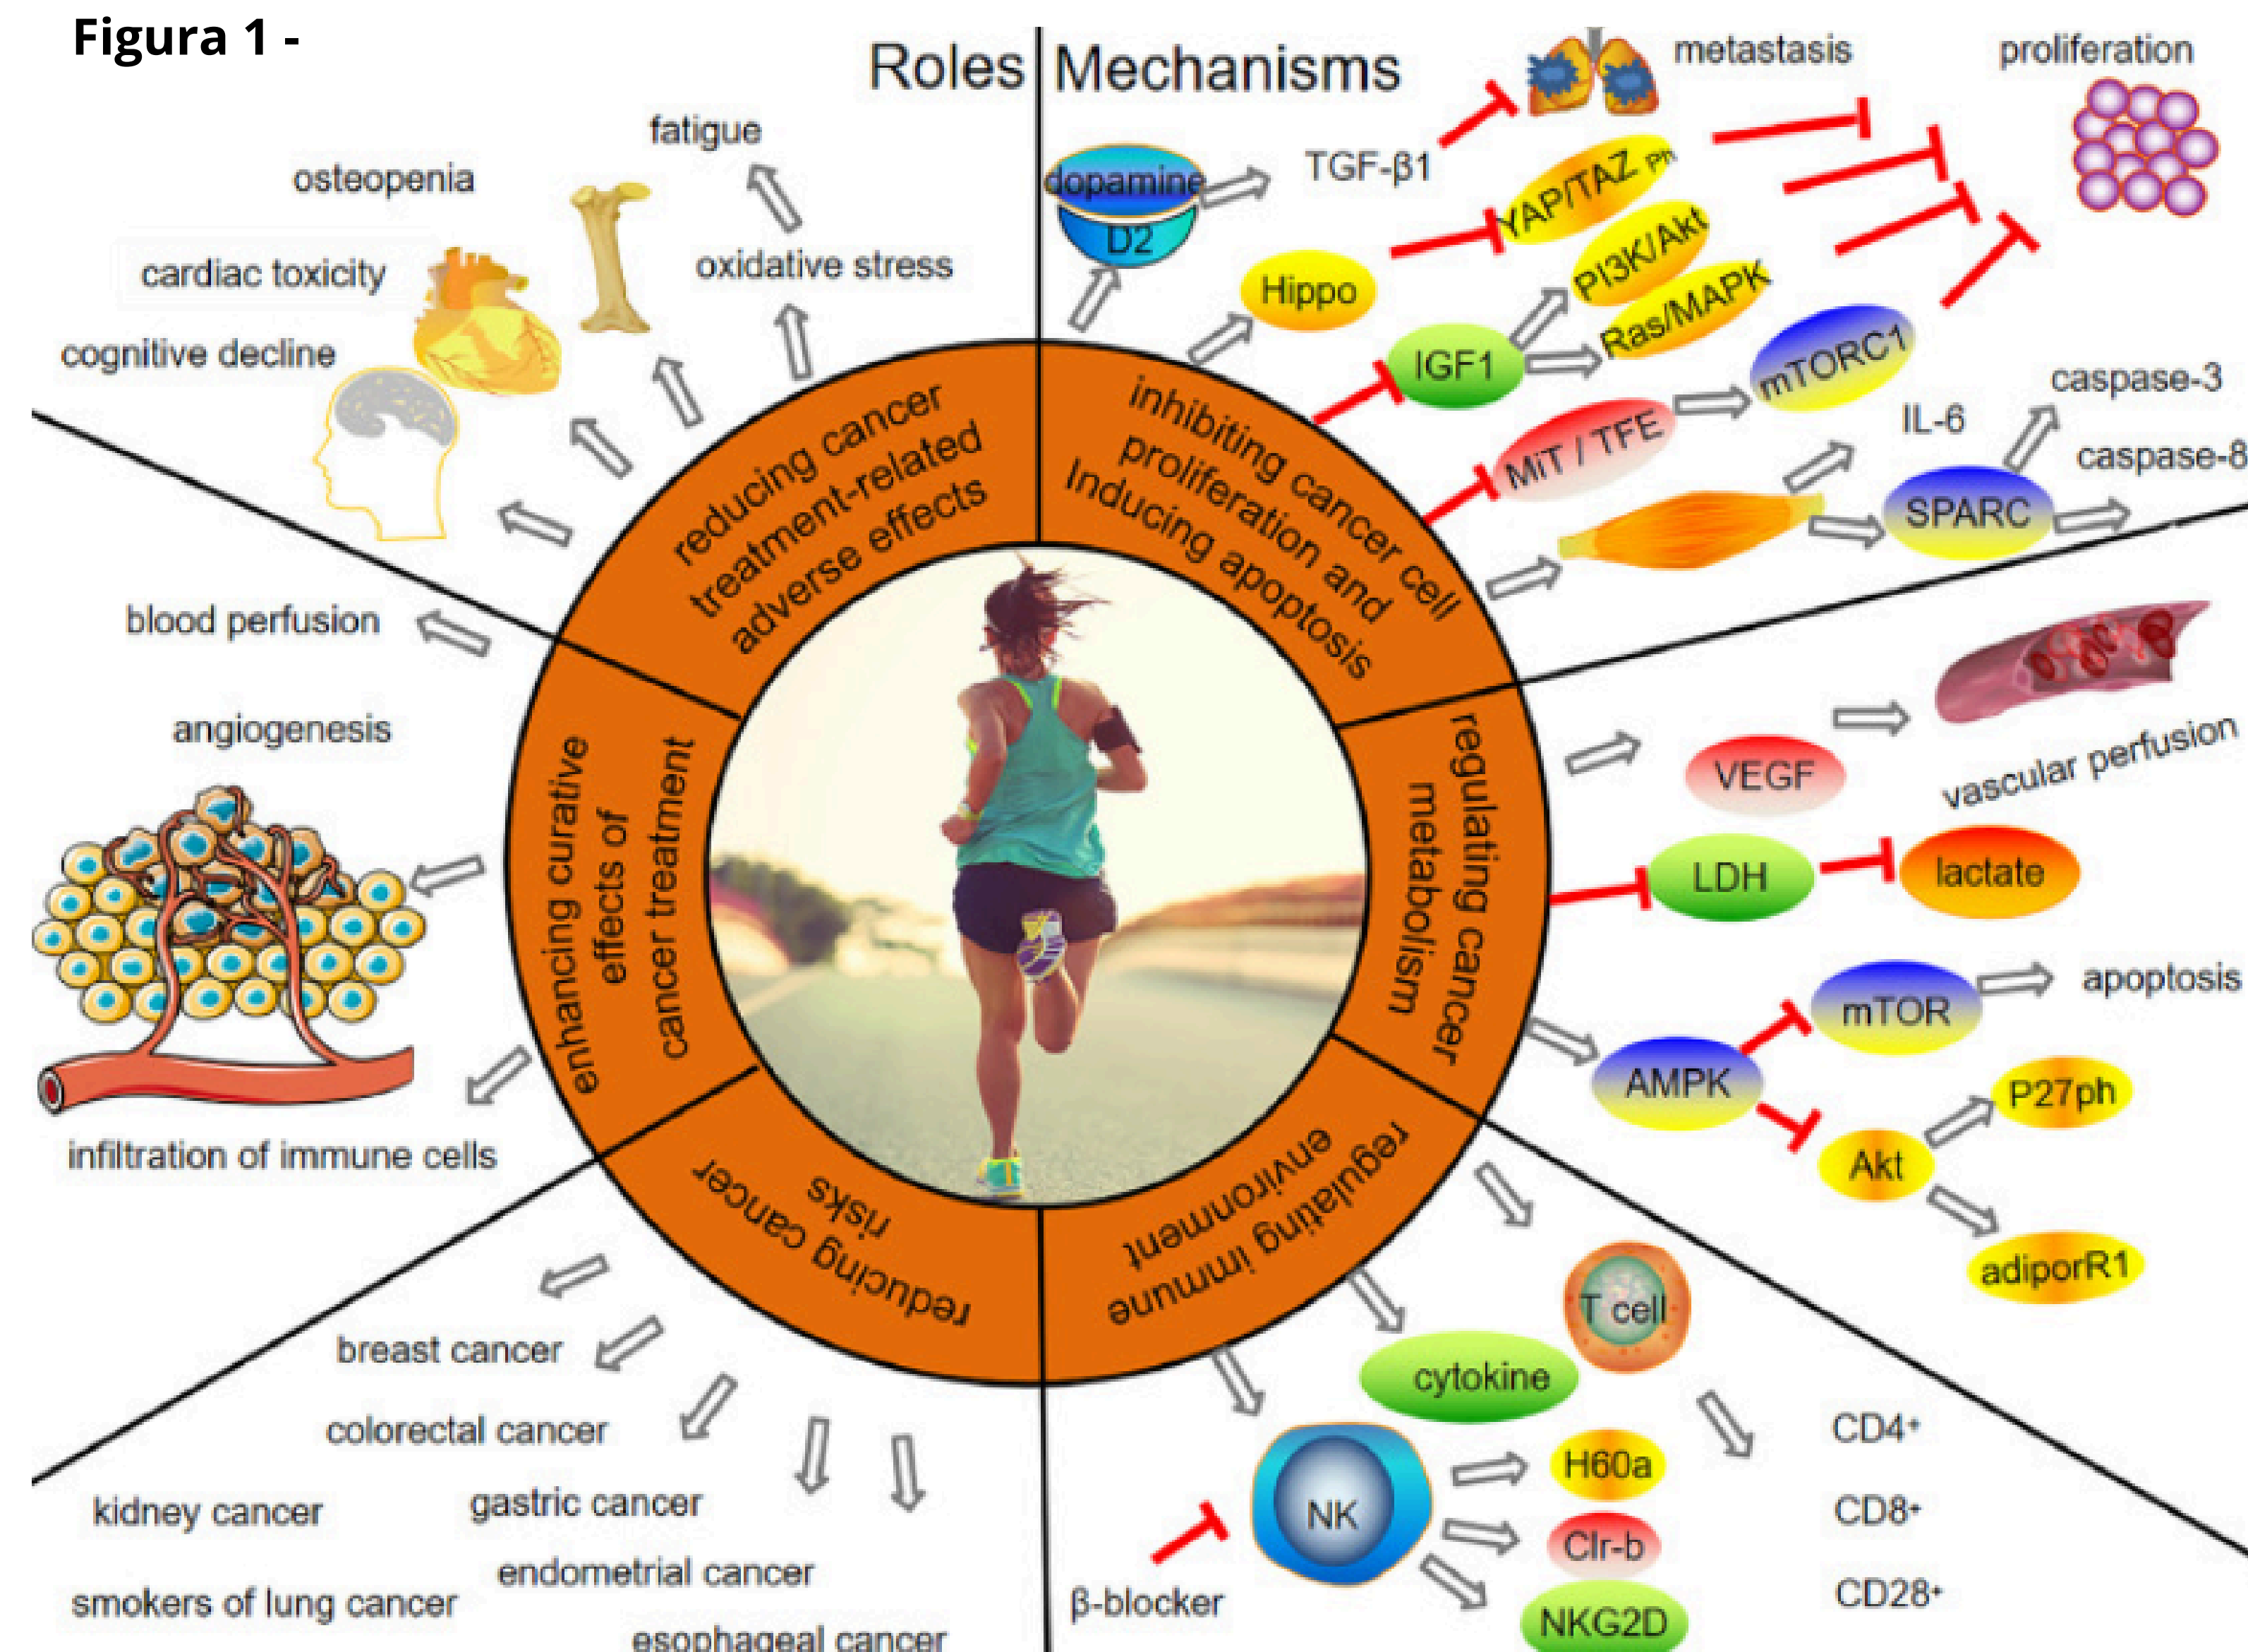 Figura 1 -
Roles
Mechanisms
fatigue
osteopenia
cardiac toxicity
oxidative stress
cognitive decline
reducing cancer
treatment-related
adverse effects
blood perfusion
angiogenesis
infiltration of immune cells
enhancing curative
effects of
cancer treatment
reducing cancer
risks
breast cancer
colorectal cancer
kidney cancer
gastric cancer
endometrial cancer
smokers of lung cancer
esophageal cancer
metastasis
proliferation
dopamine
D2
TGF-β1
YAP/TAZ Ph
Hippo
PI3K/Akt
Ras/MAPK
IGF1
mTORC1
MiT / TFE
IL-6
caspase-3
caspase-8
SPARC
inhibiting cancer cell
proliferation and
Inducing apoptosis
regulating cancer
metabolism
VEGF
vascular perfusion
LDH
lactate
mTOR
apoptosis
AMPK
P27ph
Akt
adiporR1
regulating immune
environment
T cell
cytokine
NK
H60a
Clr-b
NKG2D
β-blocker
CD4+
CD8+
CD28+